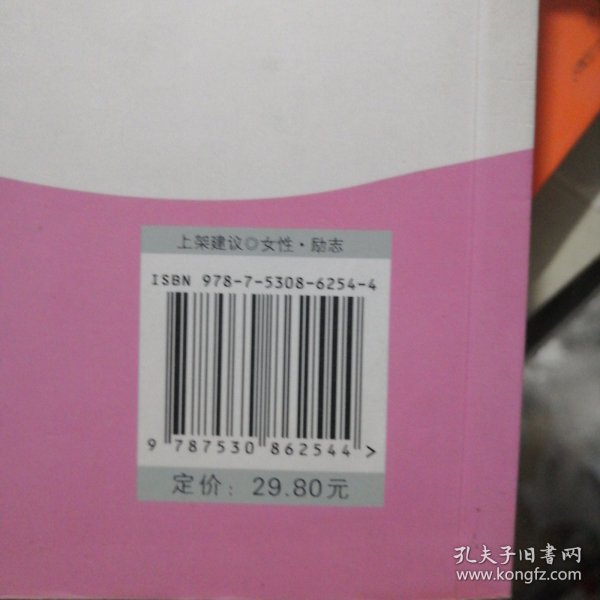 上架建议◎女性·励志
ISBN 978-7-5308-6254-4
9 787530 862544 >
定价: 29.80元
孔夫子旧書网
www.kongfz.com